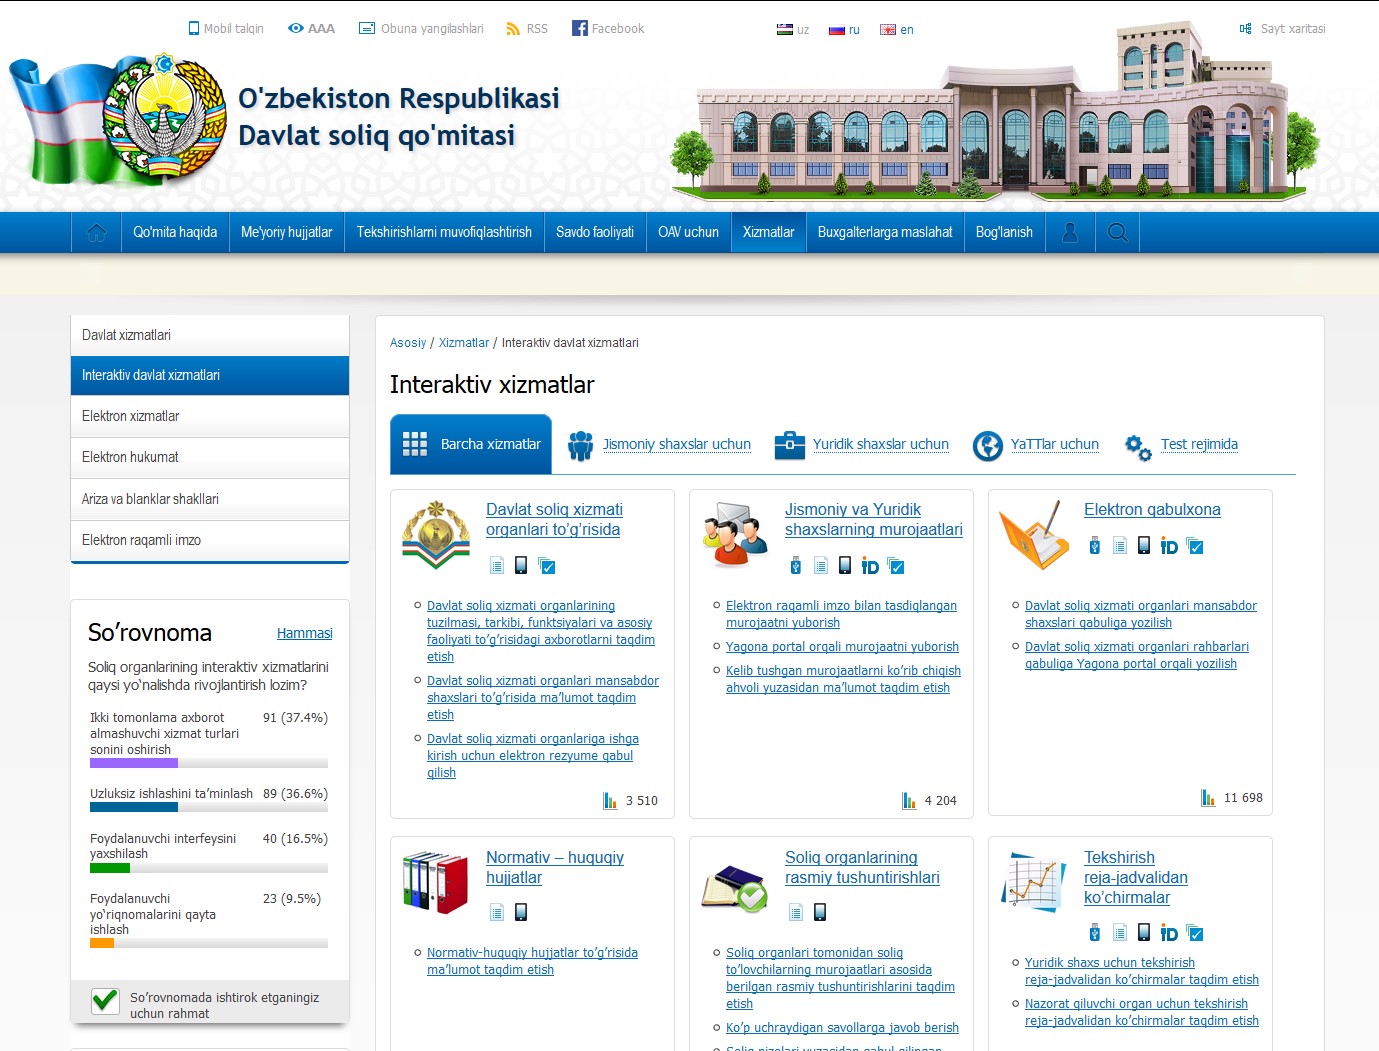 Mobil talqin
AAA
Obuna yangilashlari
RSS
Facebook
uz
ru
en
Sayt xaritasi
O'zbekiston Respublikasi
Davlat soliq qo'mitasi
Qo'mita haqida
Me'yoriy hujjatlar
Tekshirishlarni muvofiqlashtirish
Savdo faoliyati
OAV uchun
Xizmatlar
Buxgalterlarga maslahat
Bog'lanish
Davlat xizmatlari
Interaktiv davlat xizmatlari
Elektron xizmatlar
Elektron hukumat
Ariza va blanklar shakllari
Elektron raqamli imzo
So’rovnoma
Hammasi
Soliq organlarining interaktiv xizmatlarini
qaysi yo‘nalishda rivojlantirish lozim?
Ikki tomonlama axborot 91 (37.4%)
almashuvchi xizmat turlari
sonini oshirish
Uzluksiz ishlashini ta’minlash 89 (36.6%)
Foydalanuvchi interfeysini 40 (16.5%)
yaxshilash
Foydalanuvchi 23 (9.5%)
yo‘riqnomalarini qayta
ishlash
So’rovnomada ishtirok etganingiz
uchun rahmat
Asosiy / Xizmatlar / Interaktiv davlat xizmatlari
Interaktiv xizmatlar
Barcha xizmatlar
Jismoniy shaxslar uchun
Yuridik shaxslar uchun
YaTTlar uchun
Test rejimida
Davlat soliq xizmati
organlari to’g’risida
Davlat soliq xizmati organlarining
tuzilmasi, tarkibi, funktsiyalari va asosiy
faoliyati to’g’risidagi axborotlarni taqdim
etish
Davlat soliq xizmati organlari mansabdor
shaxslari to’g’risida ma’lumot taqdim
etish
Davlat soliq xizmati organlariga ishga
kirish uchun elektron rezyume qabul
qilish
3 510
Jismoniy va Yuridik
shaxslarning murojaatlari
iD
Elektron raqamli imzo bilan tasdiqlangan
murojaatni yuborish
Yagona portal orqali murojaatni yuborish
Kelib tushgan murojaatlarni ko’rib chiqish
ahvoli yuzasidan ma’lumot taqdim etish
4 204
Elektron qabulxona
iD
Davlat soliq xizmati organlari mansabdor
shaxslari qabuliga yozilish
Davlat soliq xizmati organlari rahbarlari
qabuliga Yagona portal orqali yozilish
11 698
Normativ – huquqiy
hujjatlar
Normativ-huquqiy hujjatlar to’g’risida
ma’lumot taqdim etish
Soliq organlarining
rasmiy tushuntirishlari
Soliq organlari tomonidan soliq
to’lovchilarning murojaatlari asosida
berilgan rasmiy tushuntirishlarini taqdim
etish
Ko’p uchraydigan savollarga javob berish
Soliq nizolari yuzasidan qabul qilingan
Tekshirish
reja-jadvalidan
ko’chirmalar
iD
Yuridik shaxs uchun tekshirish
reja-jadvalidan ko’chirmalar taqdim etish
Nazorat qiluvchi organ uchun tekshirish
reja-jadvalidan ko’chirmalar taqdim etish